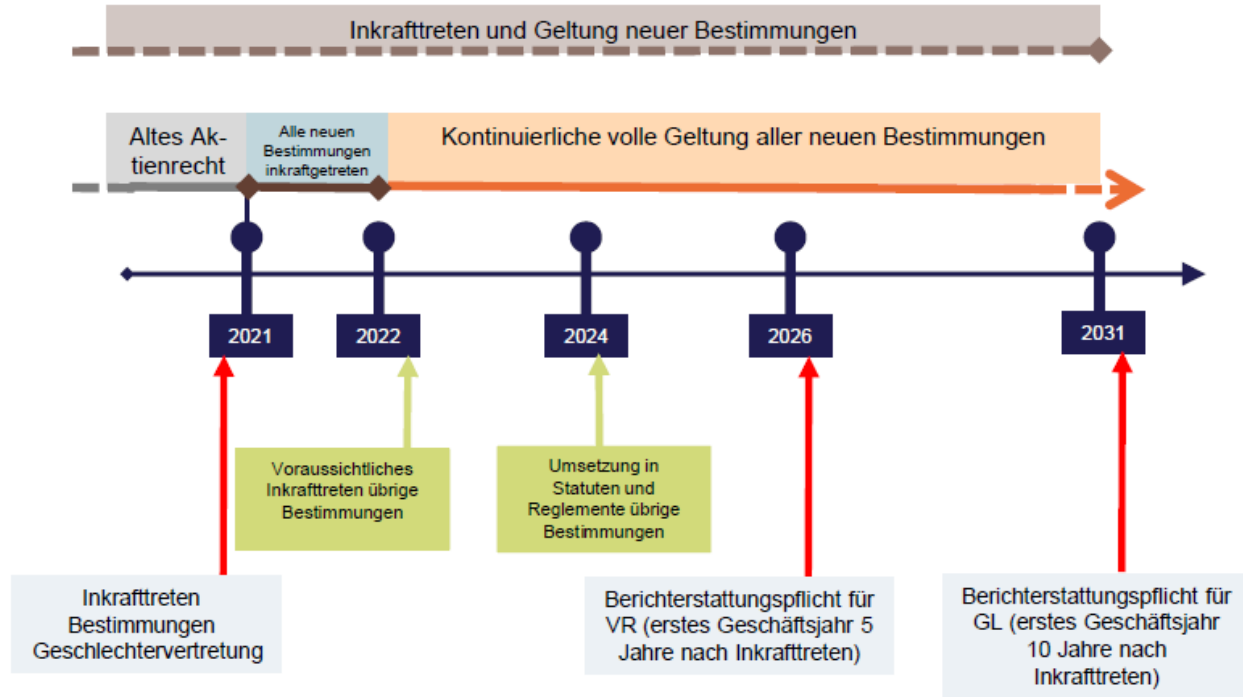 Inkrafttreten und Geltung neuer Bestimmungen
Altes Ak-
tienrecht
Alle neuen
Bestimmungen
inkraftgetreten
Kontinuierliche volle Geltung aller neuen Bestimmungen
2021
2022
2024
2026
2031
Voraussichtliches
Inkrafttreten übrige
Bestimmungen
Umsetzung in
Statuten und
Reglemente übrige
Bestimmungen
Inkrafttreten
Bestimmungen
Geschlechtervertretung
Berichterstattungspflicht für
VR (erstes Geschäftsjahr 5
Jahre nach Inkrafttreten)
Berichterstattungspflicht für
GL (erstes Geschäftsjahr
10 Jahre nach
Inkrafttreten)